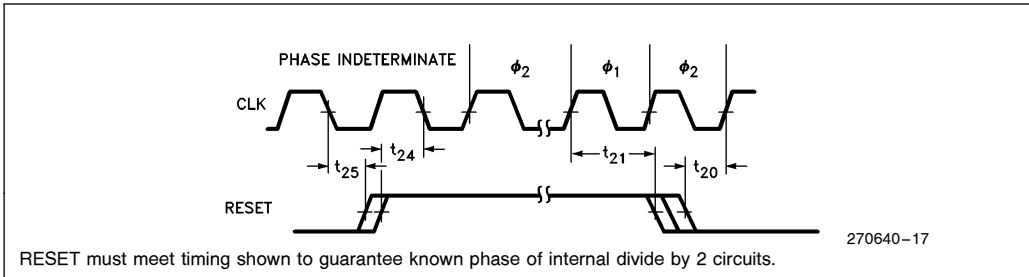 PHASE INDETERMINATE
ϕ2 ϕ1 ϕ2
CLK
t25 t24 t21 t20
RESET
270640–17
RESET must meet timing shown to guarantee known phase of internal divide by 2 circuits.